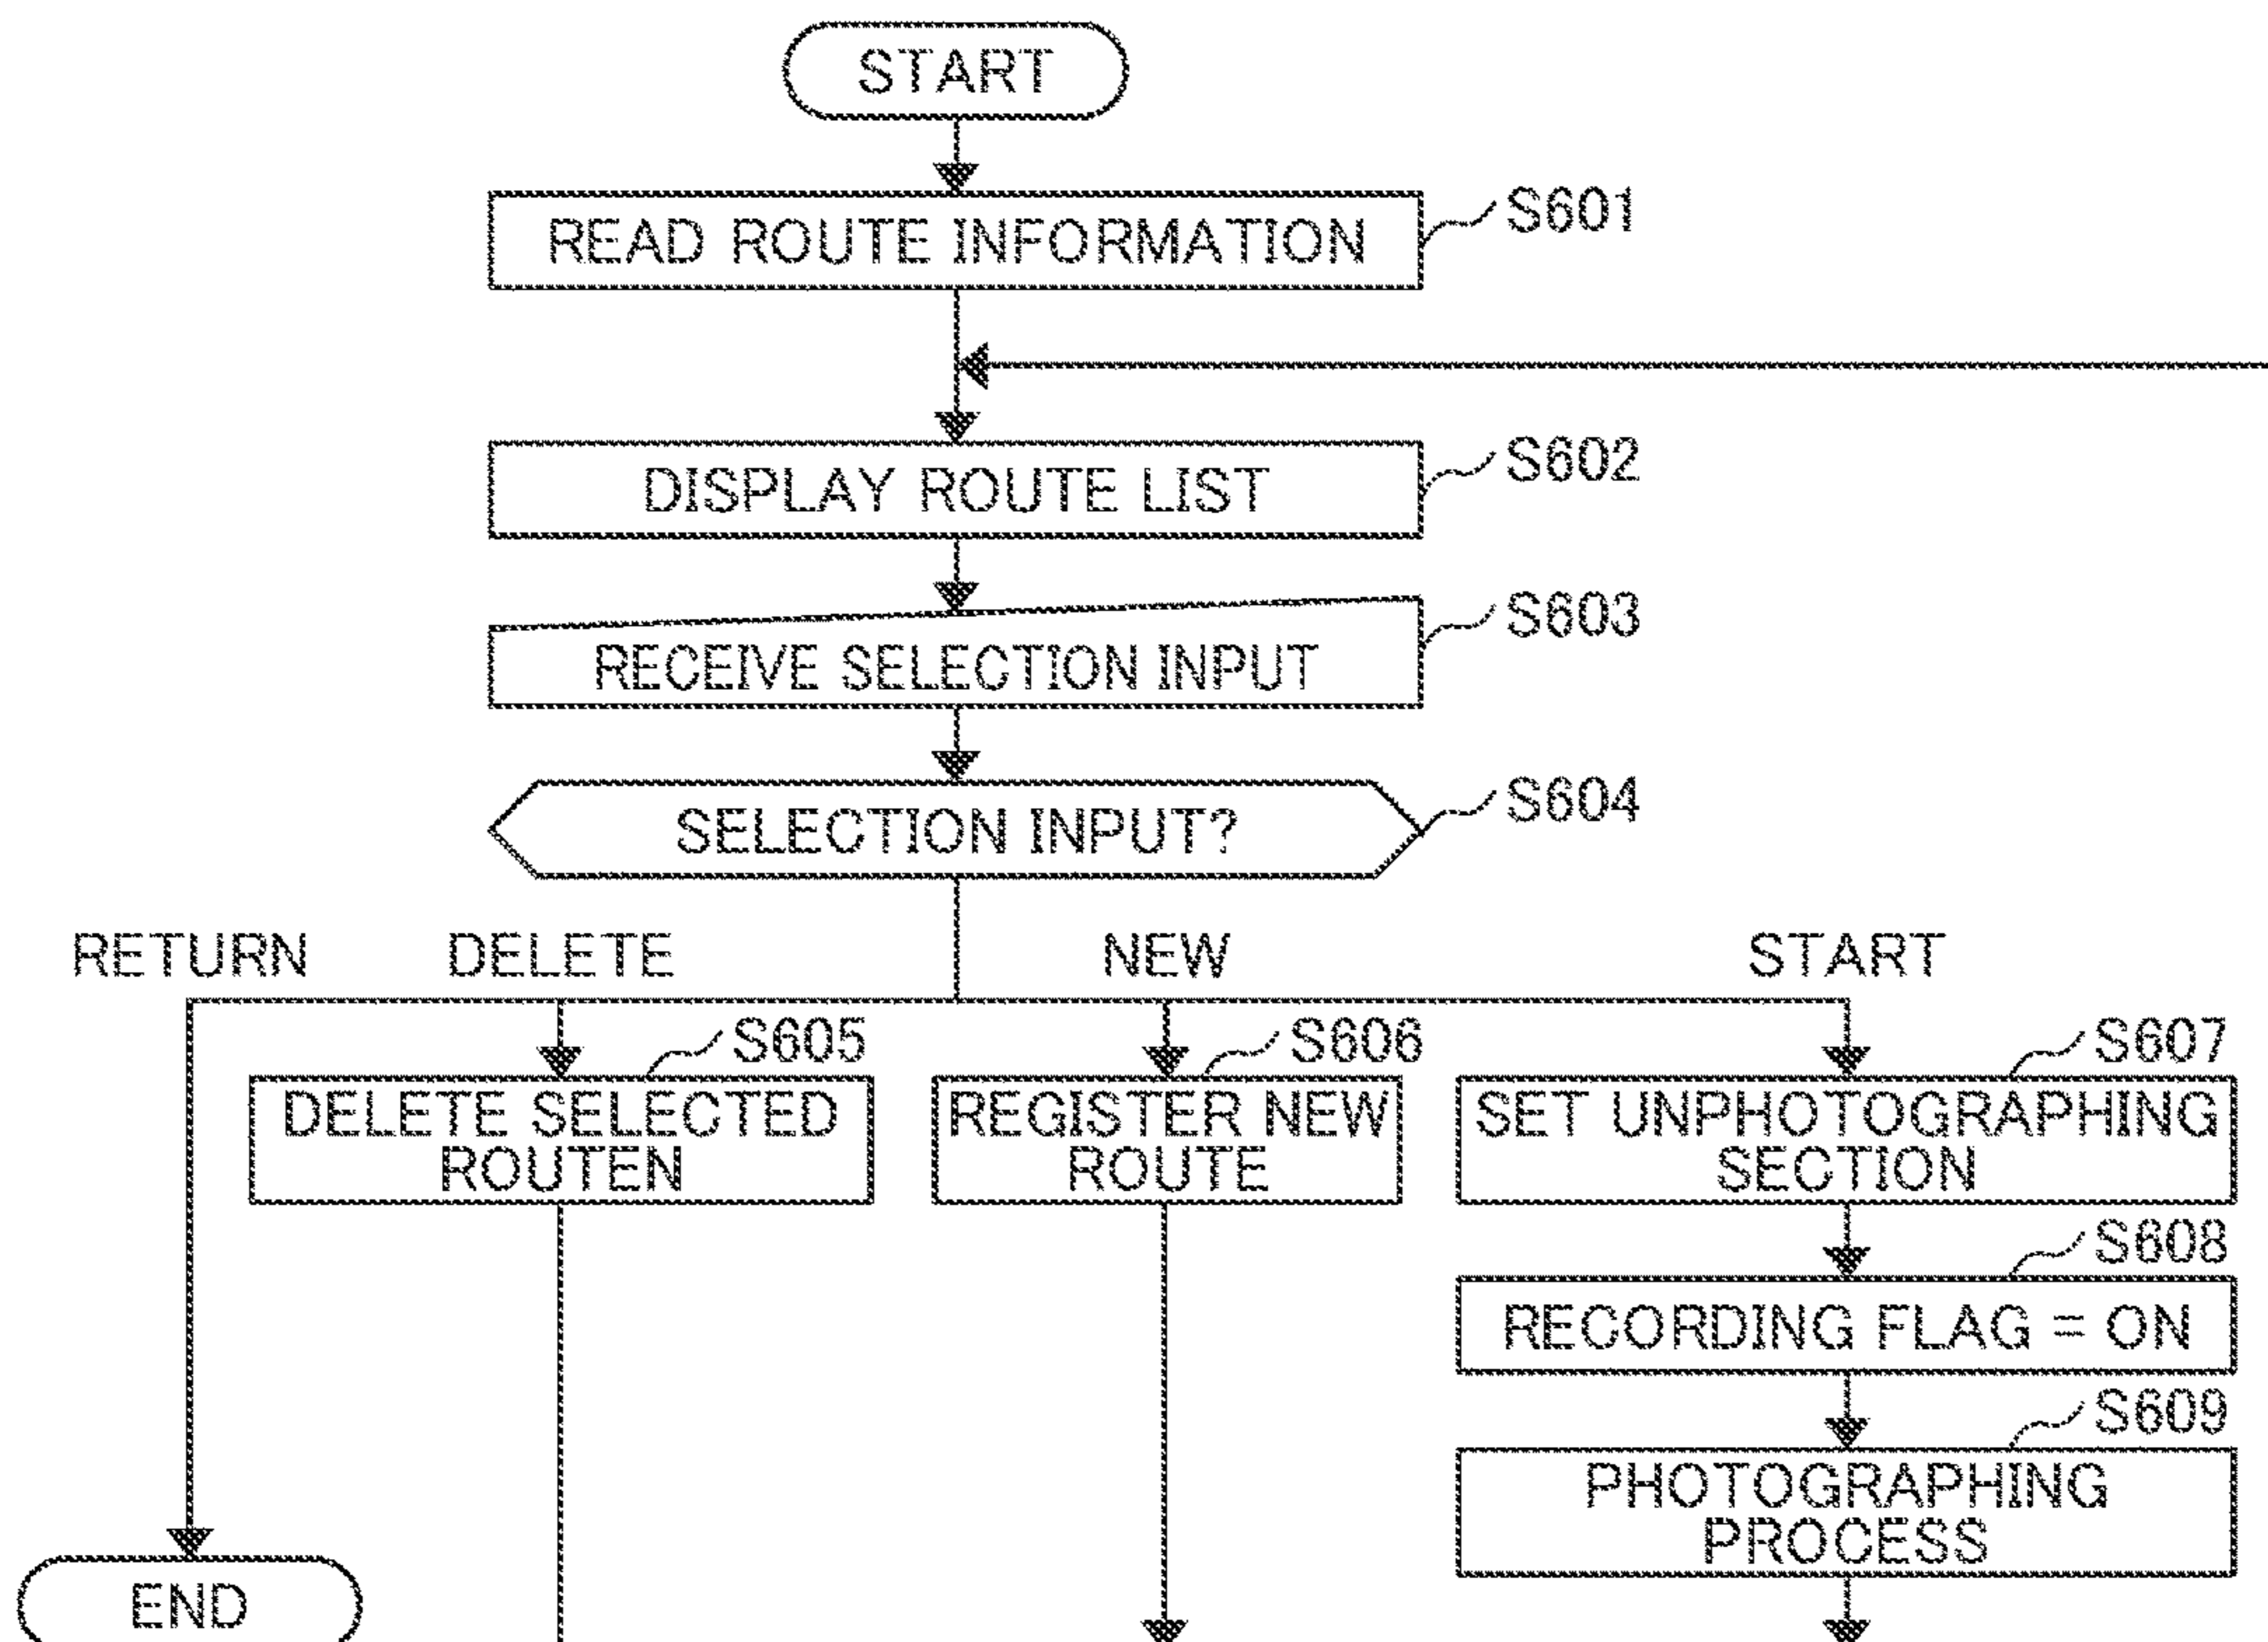 START
READ ROUTE INFORMATION
S601
DISPLAY ROUTE LIST
S602
RECEIVE SELECTION INPUT
S603
SELECTION INPUT?
S604
RETURN
DELETE
NEW
START
S605
DELETE SELECTED
ROUTEN
S606
REGISTER NEW
ROUTE
S607
SET UNPHOTOGRAPHING
SECTION
S608
RECORDING FLAG = ON
S609
PHOTOGRAPHING
PROCESS
END